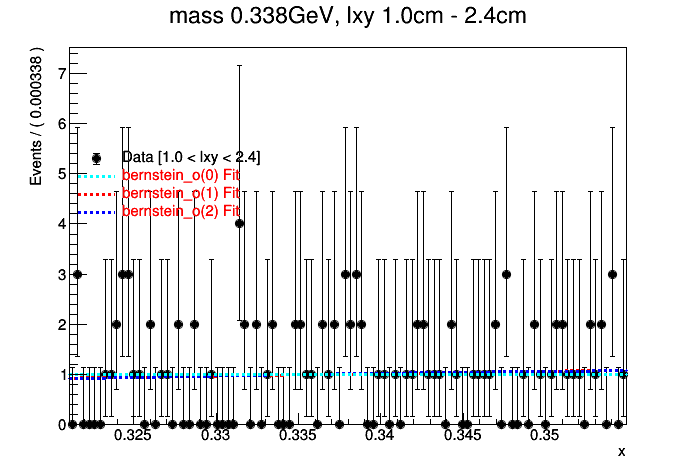 mass 0.338GeV, lxy 1.0cm - 2.4cm
Events / ( 0.000338 )
7
6
5
4
3
2
1
0
Data [1.0 < lxy < 2.4]
bernstein_o(0) Fit
bernstein_o(1) Fit
bernstein_o(2) Fit
0.325 0.33 0.335 0.34 0.345 0.35
x